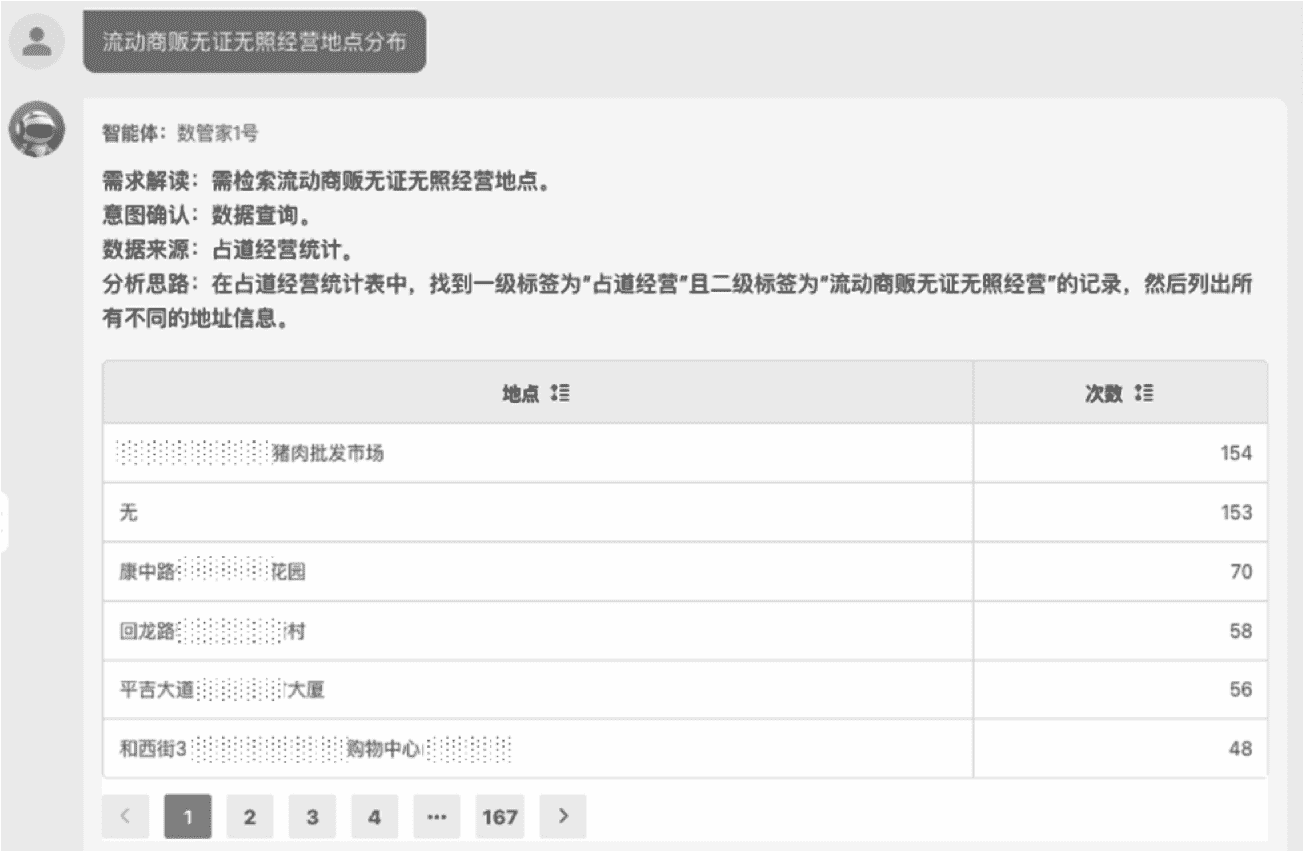 流动商贩无证无照经营地点分布
智能体：数管家1号
需求解读：需检索流动商贩无证无照经营地点。
意图确认：数据查询。
数据来源：占道经营统计。
分析思路：在占道经营统计表中，找到一级标签为“占道经营”且二级标签为“流动商贩无证无照经营”的记录，然后列出所
有不同的地址信息。
地点 次数
猪肉批发市场 154
无 153
康中路 花园 70
回龙路 村 58
平吉大道 大厦 56
和西街3 购物中心 48
< 1 2 3 4 ··· 167 >